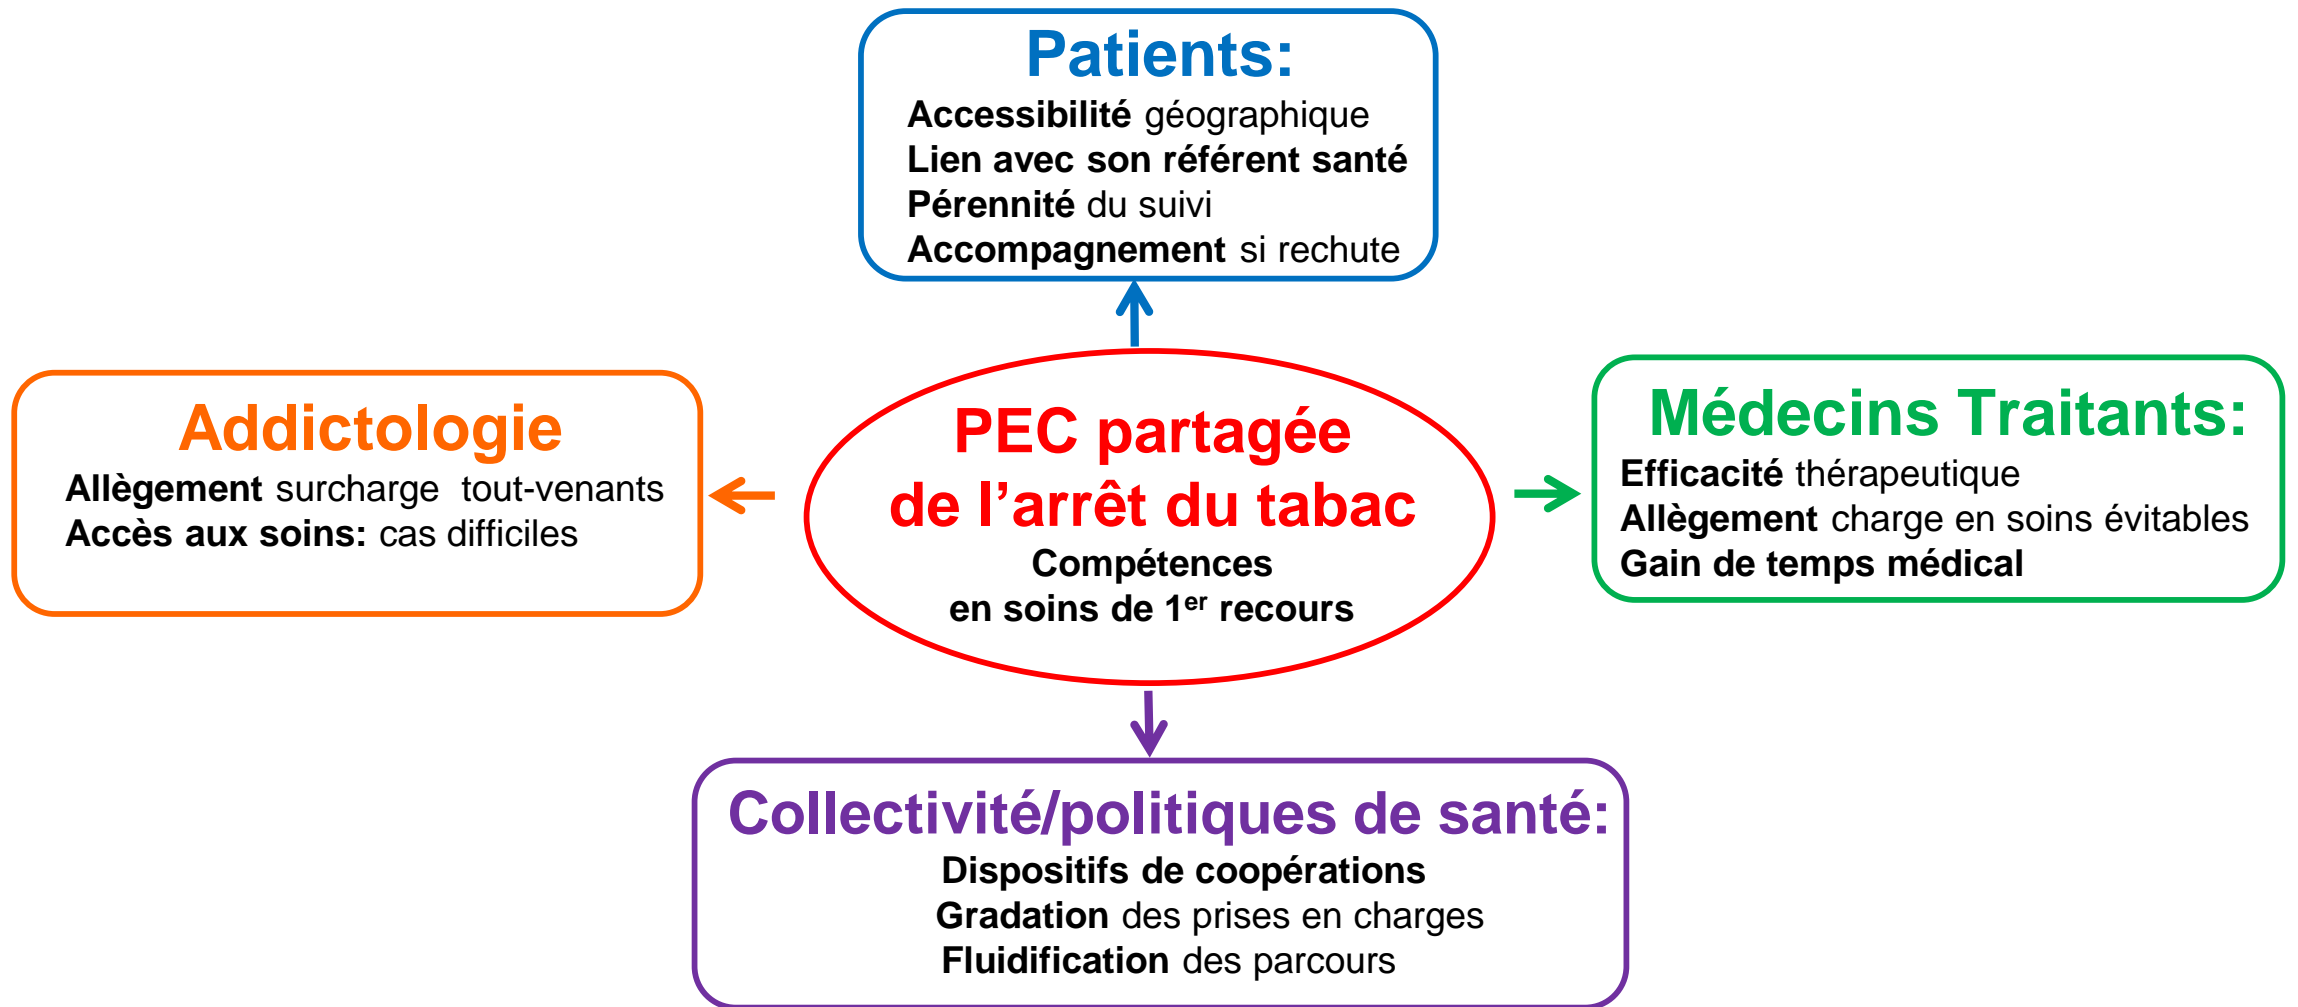 Patients:
Accessibilité géographique
Lien avec son référent santé
Pérennité du suivi
Accompagnement si rechute
Addictologie
Allègement surcharge tout-venants
Accès aux soins: cas difficiles
PEC partagée
de l’arrêt du tabac
Compétences
en soins de 1er recours
Médecins Traitants:
Efficacité thérapeutique
Allègement charge en soins évitables
Gain de temps médical
Collectivité/politiques de santé:
Dispositifs de coopérations
Gradation des prises en charges
Fluidification des parcours